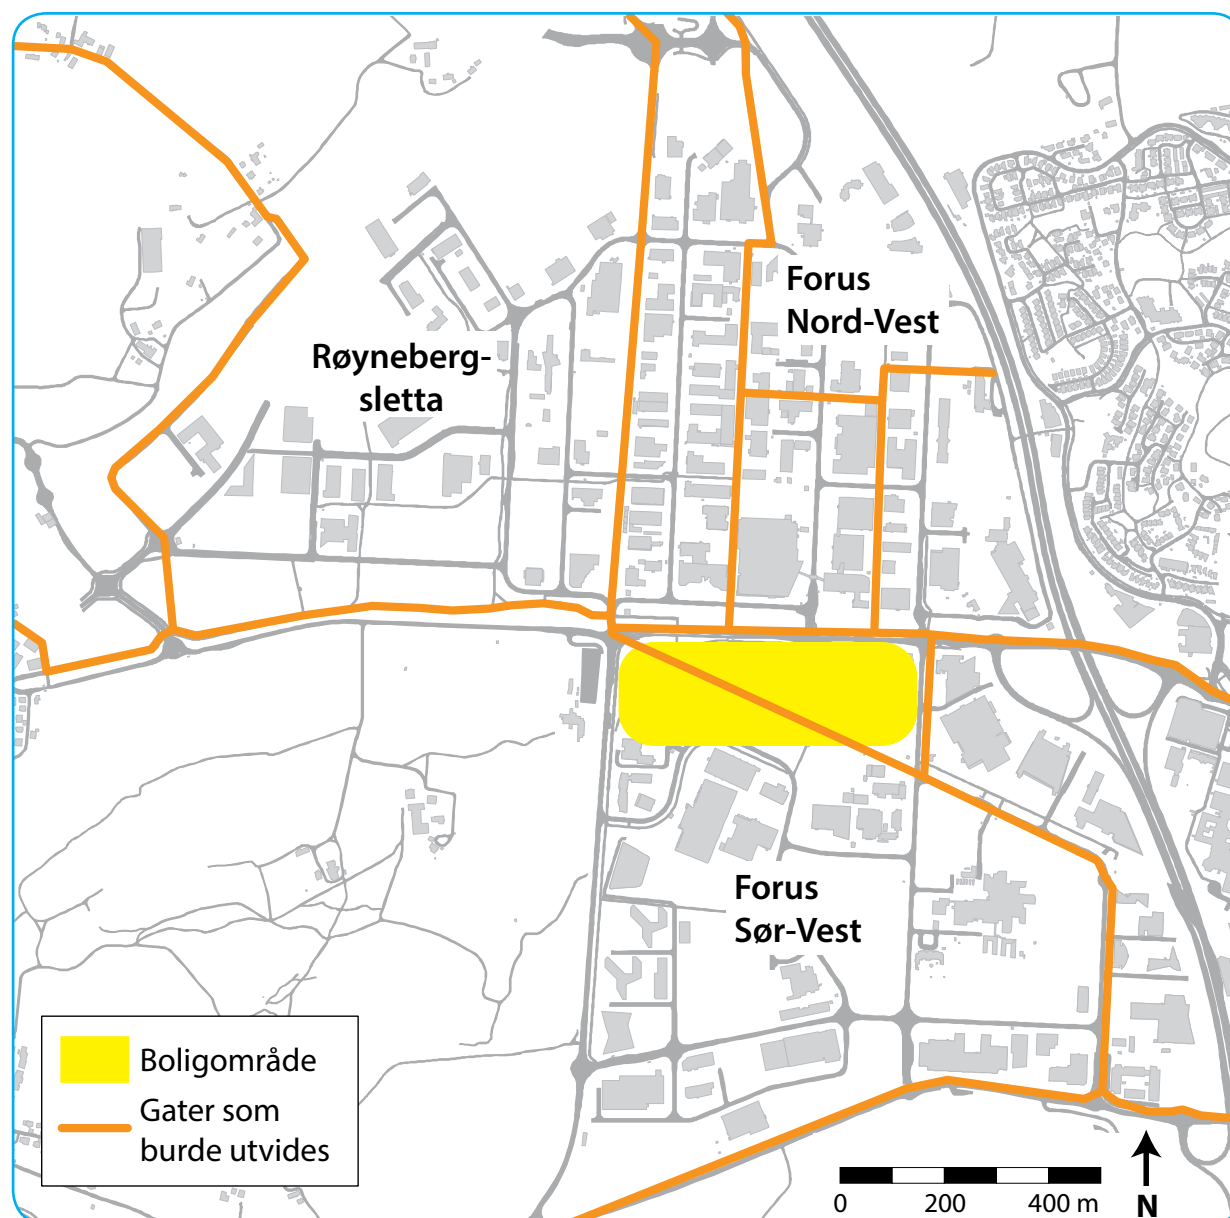 Forus
Nord-Vest
Røyneberg-
sletta
Forus
Sør-Vest
Boligområde
Gater som
burde utvides
0 200 400 m
N